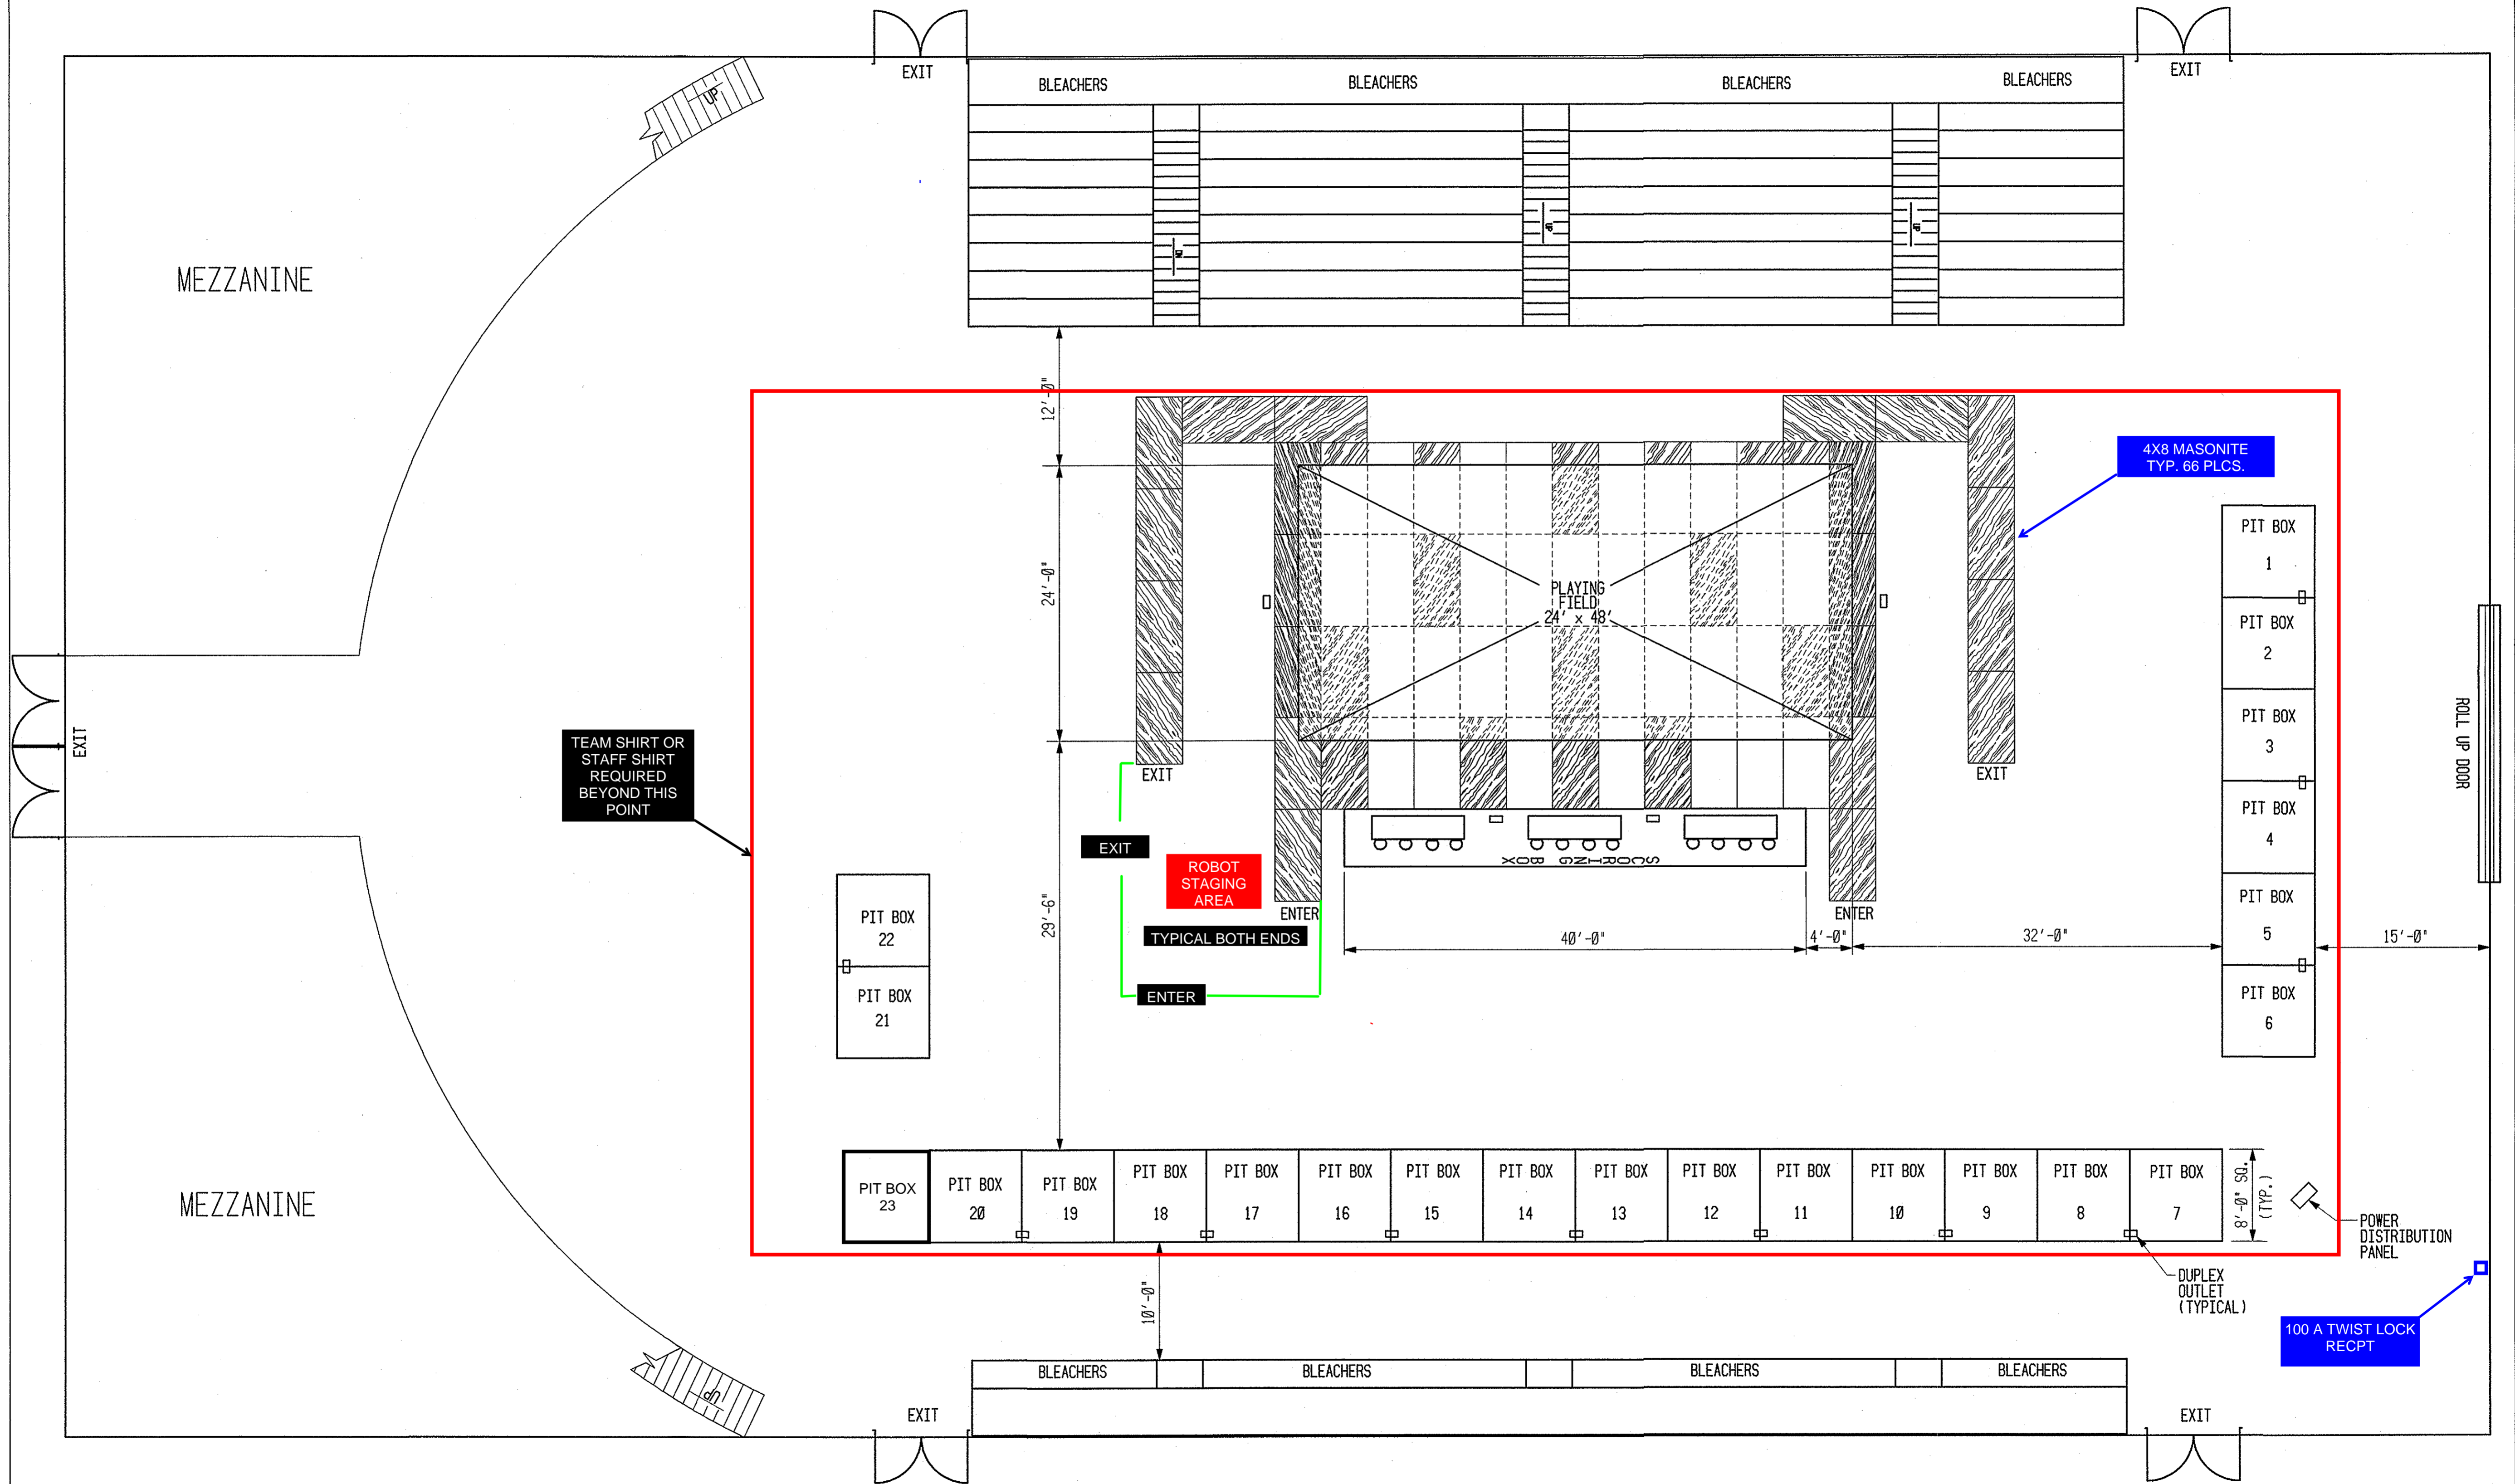 EXIT
EXIT
BLEACHERS
BLEACHERS
BLEACHERS
BLEACHERS
UP
UP
UP
DN
MEZZANINE
12'-0"
4X8 MASONITE
TYP. 66 PLCS.
24'-0"
PLAYING
FIELD
24' x 48'
PIT BOX
1
PIT BOX
2
PIT BOX
3
PIT BOX
4
PIT BOX
5
PIT BOX
6
ROLL UP DOOR
EXIT
TEAM SHIRT OR
STAFF SHIRT
REQUIRED
BEYOND THIS
POINT
EXIT
EXIT
EXIT
ROBOT
STAGING
AREA
SCORING BOX
ENTER
ENTER
TYPICAL BOTH ENDS
ENTER
29'-6"
40'-0"
4'-0"
32'-0"
15'-0"
PIT BOX
22
PIT BOX
21
MEZZANINE
PIT BOX
23
PIT BOX
20
PIT BOX
19
PIT BOX
18
PIT BOX
17
PIT BOX
16
PIT BOX
15
PIT BOX
14
PIT BOX
13
PIT BOX
12
PIT BOX
11
PIT BOX
10
PIT BOX
9
PIT BOX
8
PIT BOX
7
8'-0" SQ.
(TYP.)
POWER
DISTRIBUTION
PANEL
DUPLEX
OUTLET
(TYPICAL)
10'-0"
100 A TWIST LOCK
RECPT
BLEACHERS
BLEACHERS
BLEACHERS
BLEACHERS
UP
EXIT
EXIT